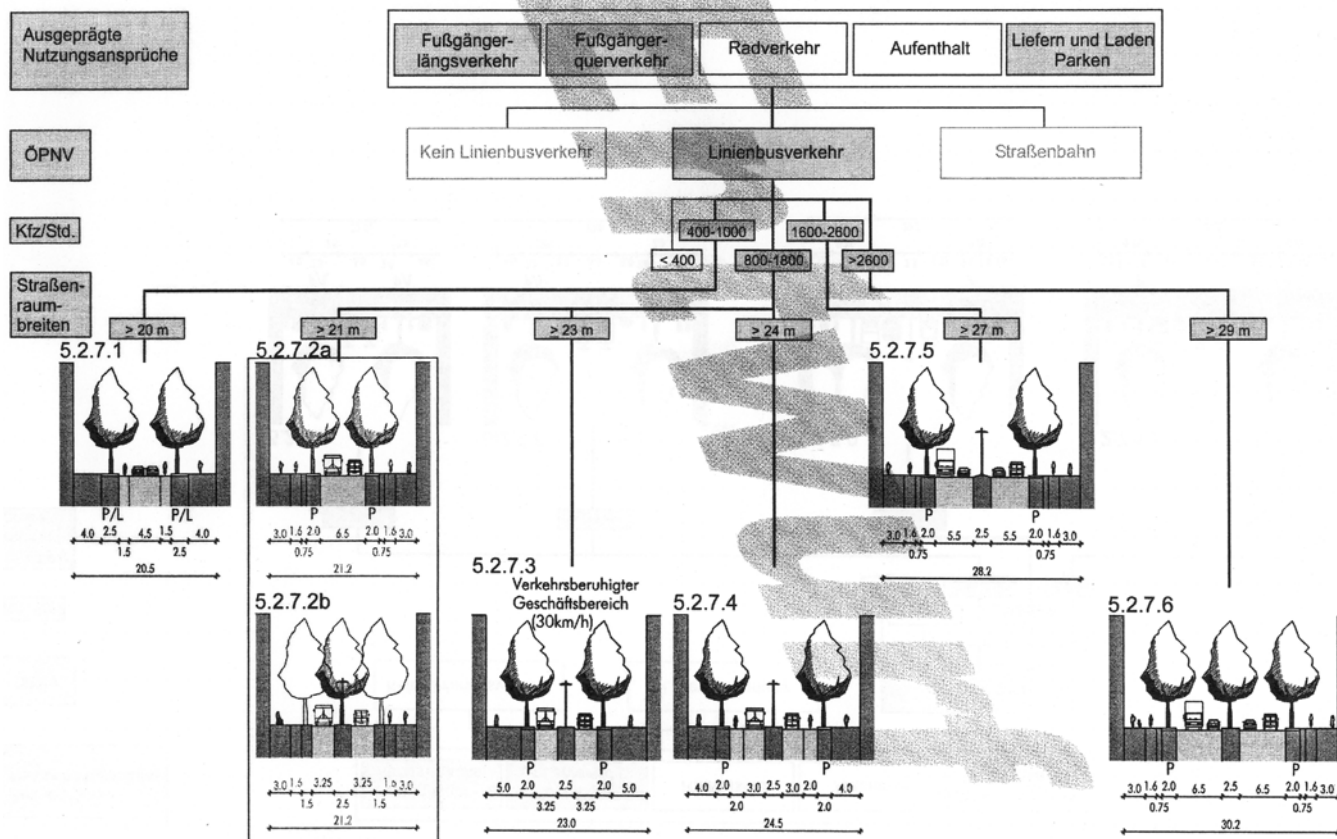 Ausgeprägte
Nutzungsansprüche
Fußgänger-
längsverkehr
Fußgänger-
querverkehr
Radverkehr
Aufenthalt
Liefern und Laden
Parken
ÖPNV
Kein Linienbusverkehr
Linienbusverkehr
Straßenbahn
Kfz/Std.
400-1000
1600-2600
< 400
800-1800
>2600
Straßen-
raum-
breiten
≥ 20 m
≥ 21 m
≥ 23 m
≥ 24 m
≥ 27 m
≥ 29 m
5.2.7.1
P/L P/L
4.0 2.5 4.5 1.5 4.0
1.5 2.5
20.5
5.2.7.2a
P P
3.0 1.6 2.0 6.5 2.0 1.6 3.0
0.75 0.75
21.2
5.2.7.5
P P
3.0 1.6 2.0 5.5 2.5 5.5 2.0 1.6 3.0
0.75 0.75
28.2
5.2.7.2b
3.0 1.5 3.25 3.25 1.5 3.0
1.5 2.5 1.5
21.2
5.2.7.3
Verkehrsberuhigter
Geschäftsbereich
(30km/h)
P P
5.0 2.0 2.5 2.0 5.0
3.25 3.25
23.0
5.2.7.4
P P
4.0 2.0 3.0 2.5 3.0 2.0 4.0
2.0 2.0
24.5
5.2.7.6
P P
3.0 1.6 2.0 6.5 2.5 6.5 2.0 1.6 3.0
0.75 0.75
30.2
Entwurf